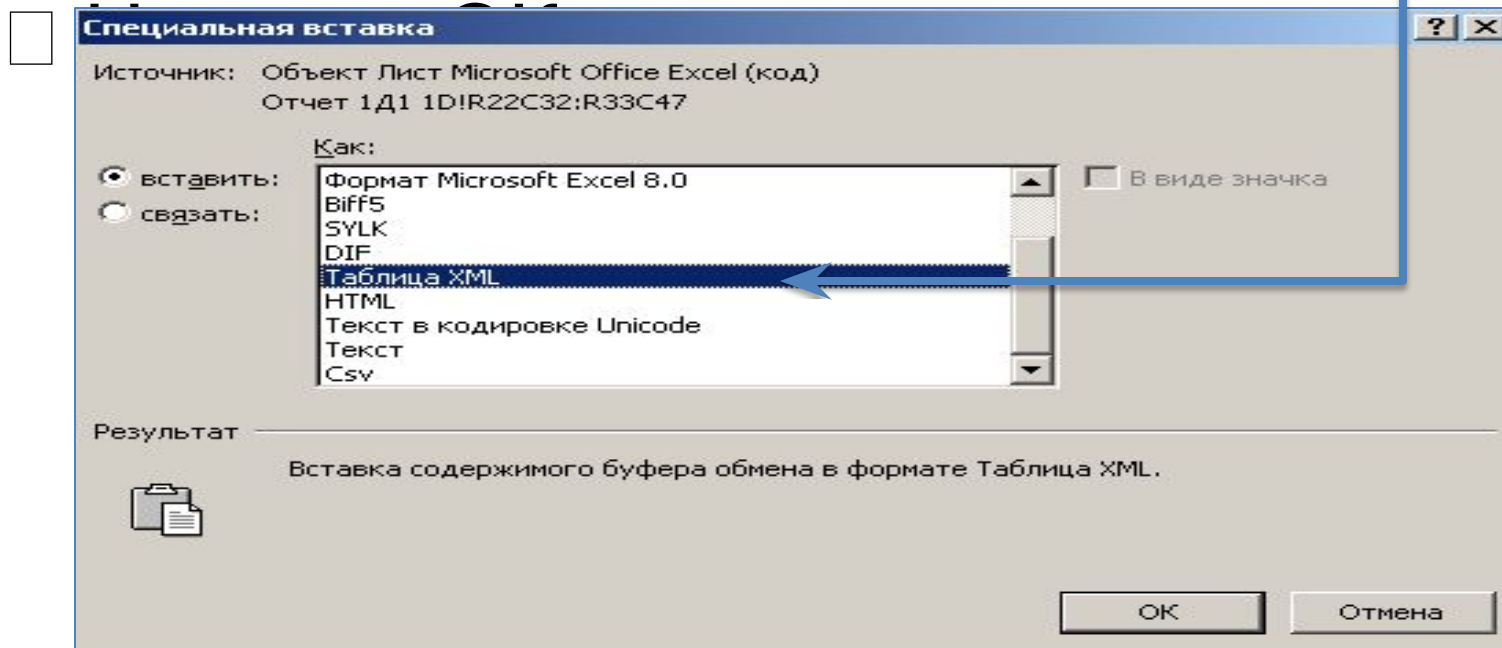 Специальная вставка
Источник: Объект Лист Microsoft Office Excel (код)
Отчет 1Д1 1D!R22C32:R33C47
Как:
вставить:
связать:
Формат Microsoft Excel 8.0
Biff5
SYLK
DIF
Таблица XML
HTML
Текст в кодировке Unicode
Текст
Csv
В виде значка
Результат
Вставка содержимого буфера обмена в формате Таблица XML.
ОК
Отмена